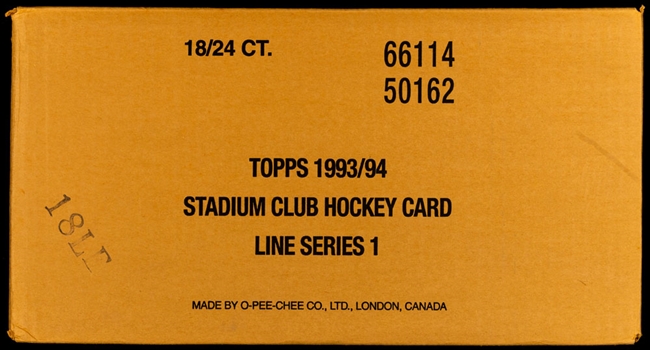 18/24 CT.
66114
50162
TOPPS 1993/94
STADIUM CLUB HOCKEY CARD
LINE SERIES 1
18LF
MADE BY O-PEE-CHEE CO., LTD., LONDON, CANADA